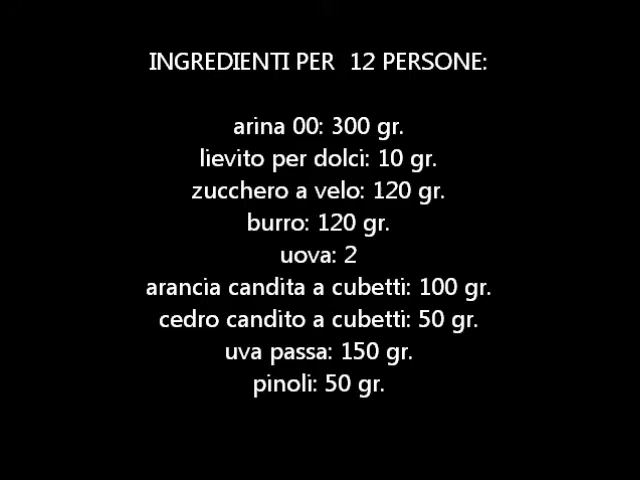 INGREDIENTI PER  12 PERSONE:
arina 00: 300 gr.
lievito per dolci: 10 gr.
zucchero a velo: 120 gr.
burro: 120 gr.
uova: 2
arancia candita a cubetti: 100 gr.
cedro candito a cubetti: 50 gr.
uva passa: 150 gr.
pinoli: 50 gr.